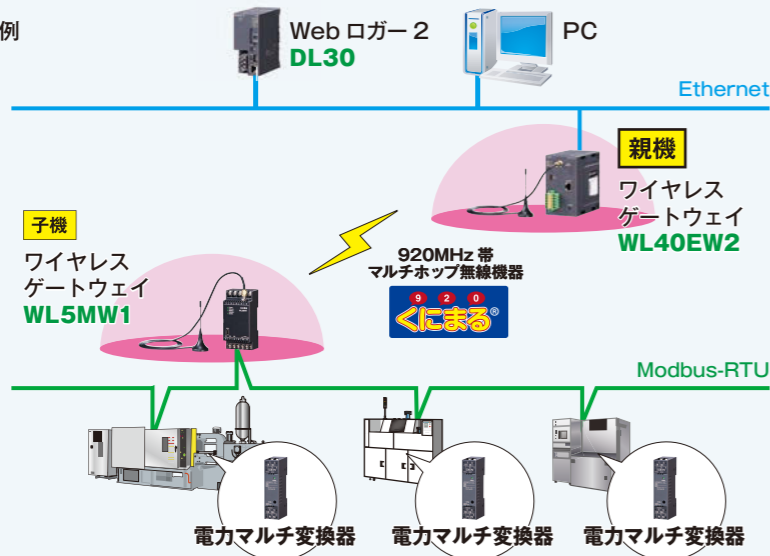 例
Web ロガー 2
DL30
PC
Ethernet
親機
ワイヤレス
ゲートウェイ
WL40EW2
子機
ワイヤレス
ゲートウェイ
WL5MW1
920MHz 帯
マルチホップ無線機器
9 2 0
くにまる®
Modbus-RTU
電力マルチ変換器
電力マルチ変換器
電力マルチ変換器